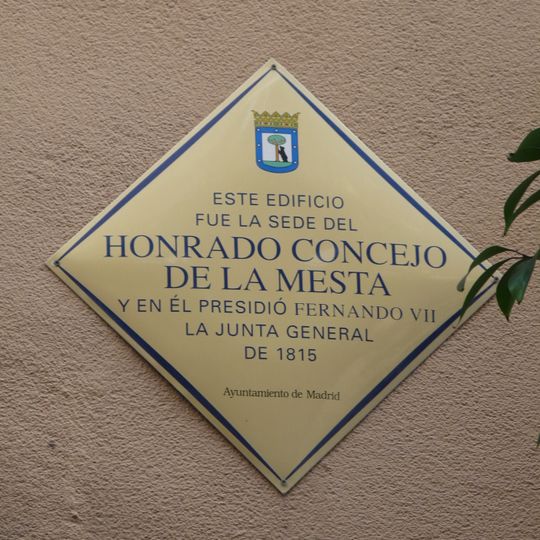 ESTE EDIFICIO
FUE LA SEDE DEL
HONRADO CONCEJO
DE LA MESTA
Y EN ÉL PRESIDIÓ FERNANDO VII
LA JUNTA GENERAL
DE 1815
Ayuntamiento de Madrid